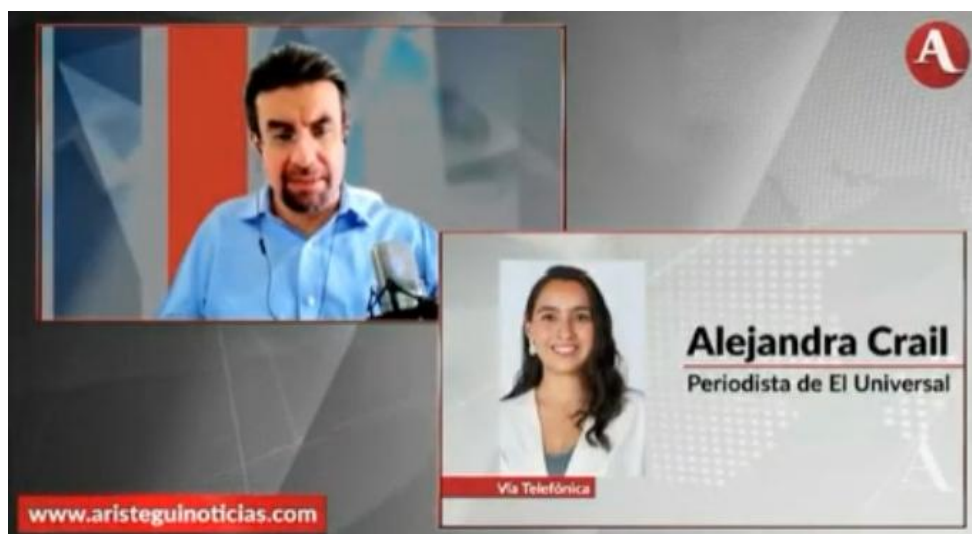 A
Alejandra Crail
Periodista de El Universal
Vía Telefónica
www.aristeguinoticias.com